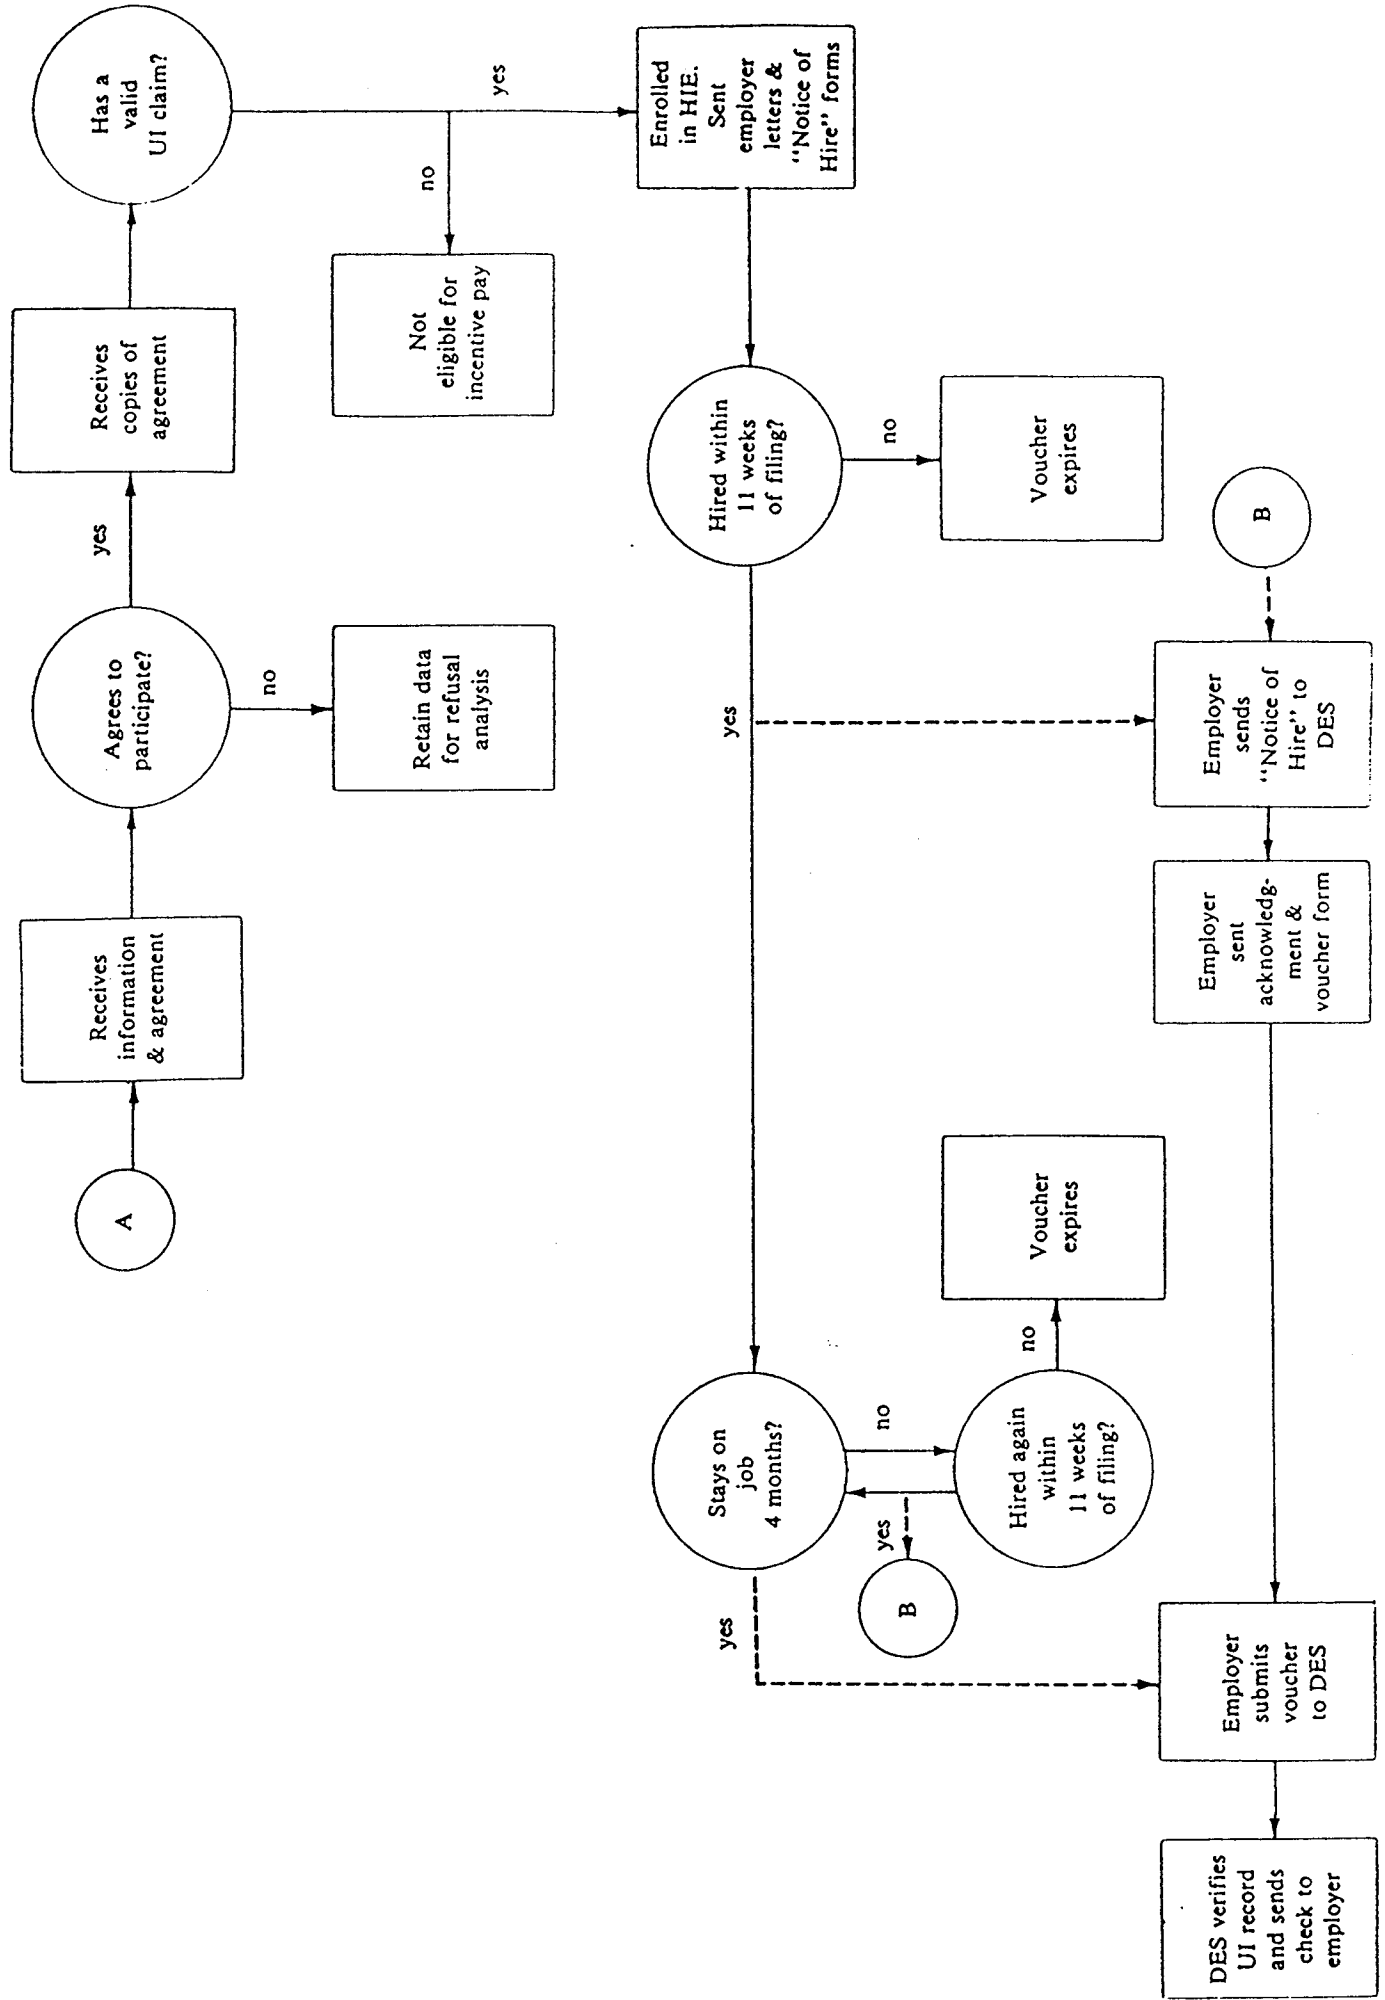 A
Receives
information
& agreement
Agrees to
participate?
yes
no
Retain data
for refusal
analysis
Receives
copies of
agreement
Has a
valid
UI claim?
no
yes
Not
eligible for
incentive pay
Enrolled
in HIE.
Sent
employer
letters &
"Notice of
Hire" forms
Hired within
11 weeks
of filing?
no
Voucher
expires
yes
Stays on
job
4 months?
no
yes
Hired again
within
11 weeks
of filing?
no
Voucher
expires
yes
B
B
Employer
sends
"Notice of
Hire" to
DES
Employer
sent
acknowledg-
ment &
voucher form
Employer
submits
voucher
to DES
DES verifies
UI record
and sends
check to
employer